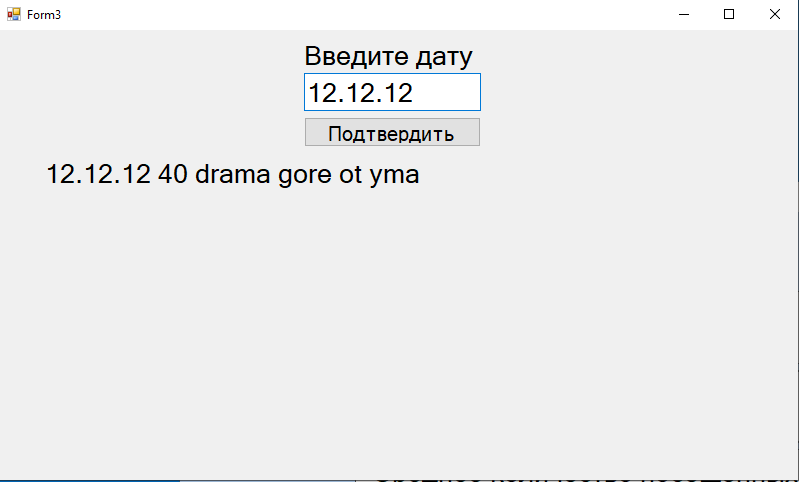 Form3
Введите дату
12.12.12
Подтвердить
12.12.12 40 drama gore ot yma